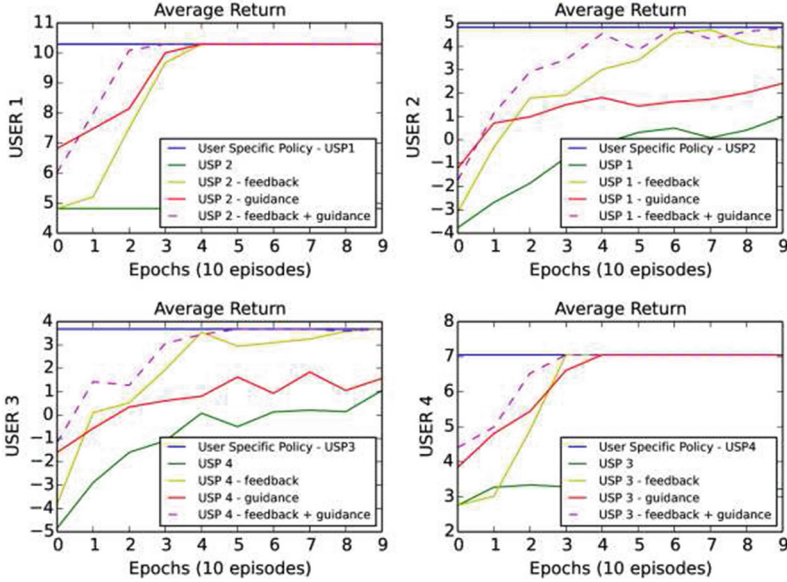 Average Return
USER 1
11
10
9
8
7
6
5
4
User Specific Policy - USP1
USP 2
USP 2 - feedback
USP 2 - guidance
USP 2 - feedback + guidance
0 1 2 3 4 5 6 7 8 9
Epochs (10 episodes)
Average Return
USER 2
5
4
3
2
1
0
−1
−2
−3
−4
User Specific Policy - USP2
USP 1
USP 1 - feedback
USP 1 - guidance
USP 1 - feedback + guidance
0 1 2 3 4 5 6 7 8 9
Epochs (10 episodes)
Average Return
USER 3
4
3
2
1
0
−1
−2
−3
−4
−5
User Specific Policy - USP3
USP 4
USP 4 - feedback
USP 4 - guidance
USP 4 - feedback + guidance
0 1 2 3 4 5 6 7 8 9
Epochs (10 episodes)
Average Return
USER 4
8
7
6
5
4
3
2
User Specific Policy - USP4
USP 3
USP 3 - feedback
USP 3 - guidance
USP 3 - feedback + guidance
0 1 2 3 4 5 6 7 8 9
Epochs (10 episodes)